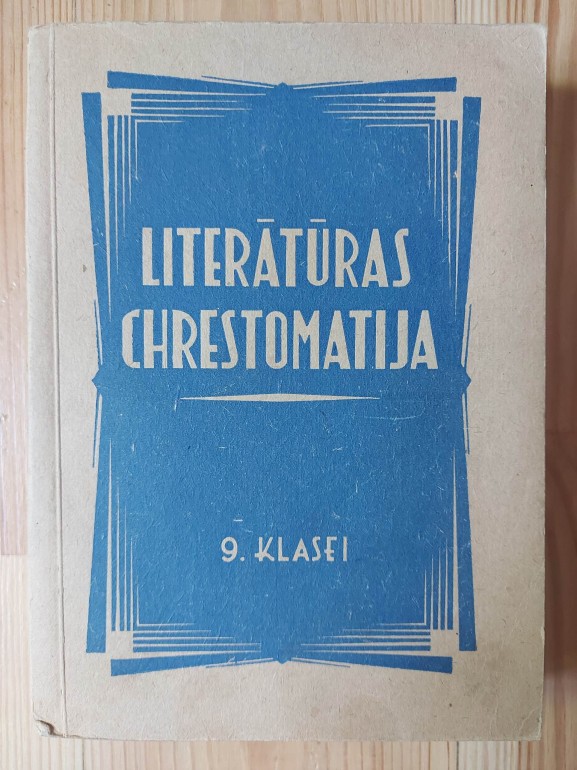 LITERĀTŪRAS
CHRESTOMATIJA
9. KLASEI